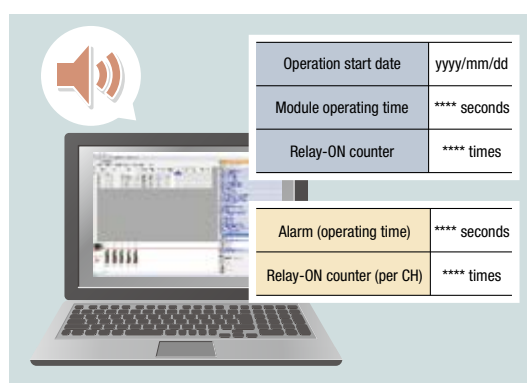 Operation start date yyyy/mm/dd
Module operating time **** seconds
Relay-ON counter **** times
Alarm (operating time) **** seconds
Relay-ON counter (per CH) **** times